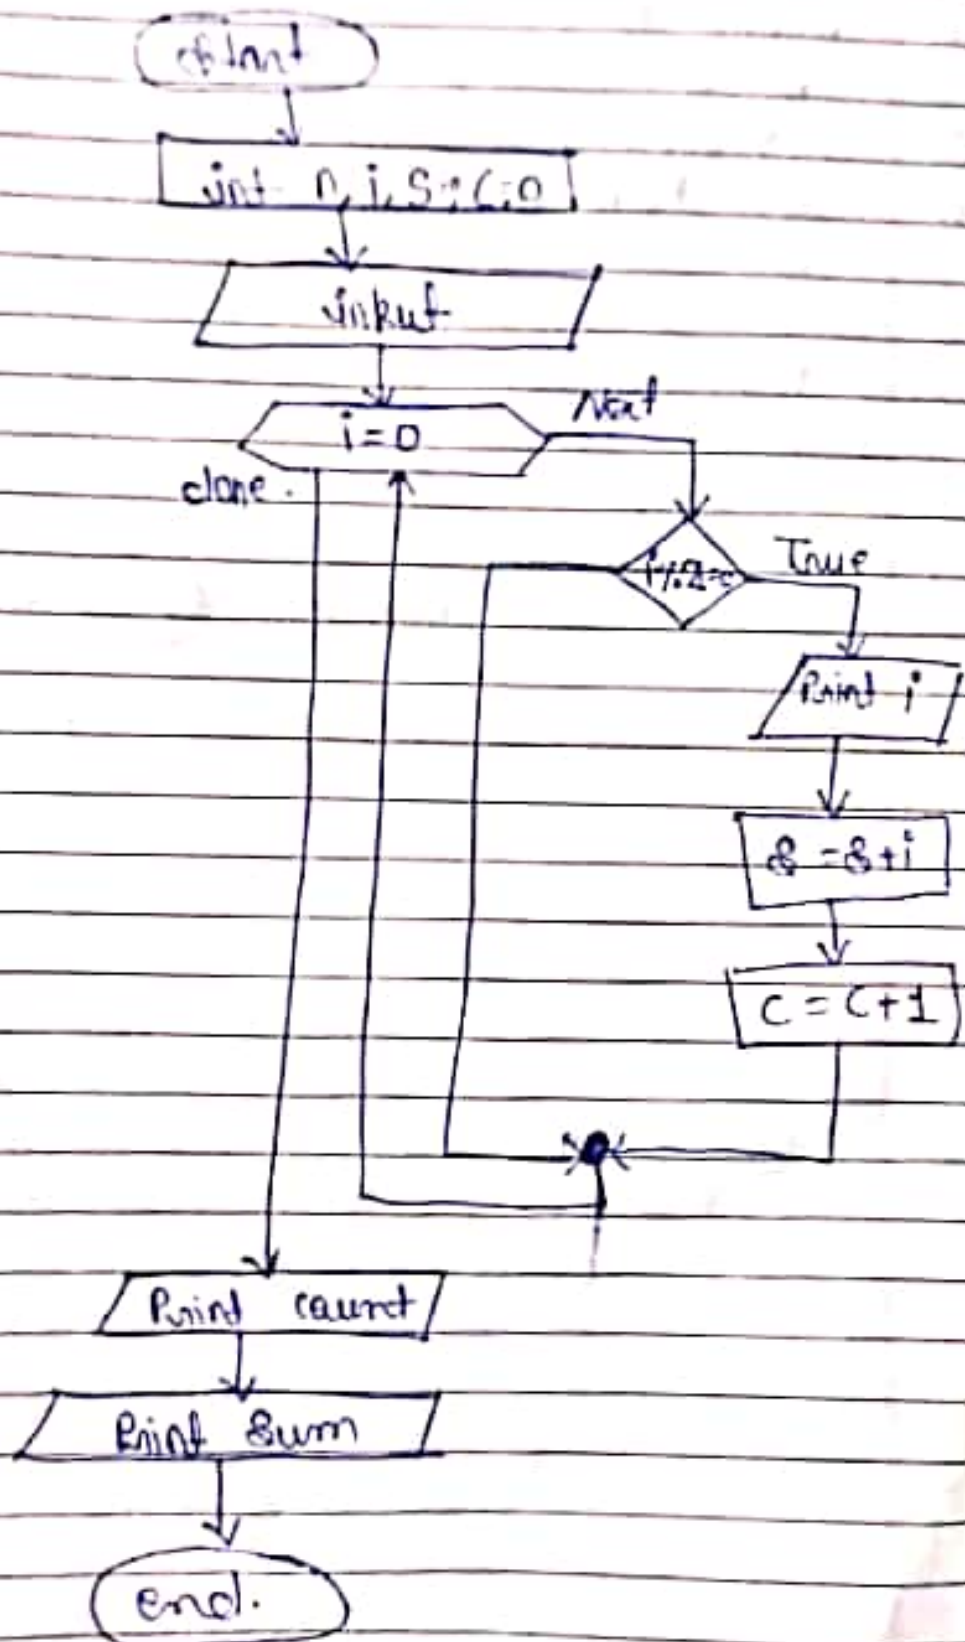 Start
int n, i, S=C=0
input
i=0
Next
done.
i%2=0
True
Print i
S=S+i
C=C+1
Print count
Print Sum
end.